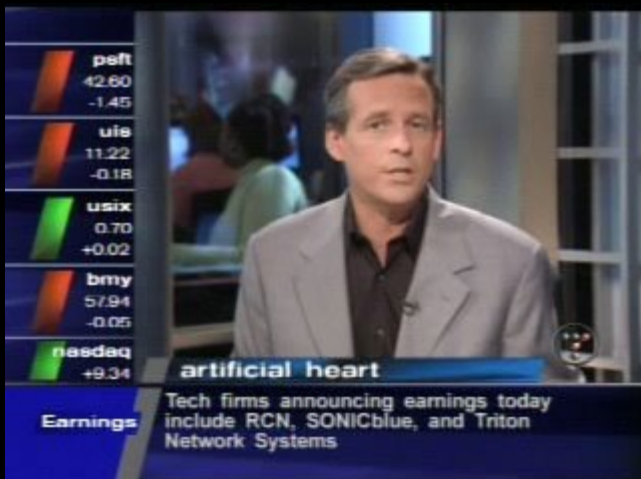 psft
42.60
-1.45
uis
11.22
-0.18
usix
0.70
+0.02
bmy
57.94
-0.05
nasdaq
+9.34
artificial heart
Earnings
Tech firms announcing earnings today
include RCN, SONICblue, and Triton
Network Systems